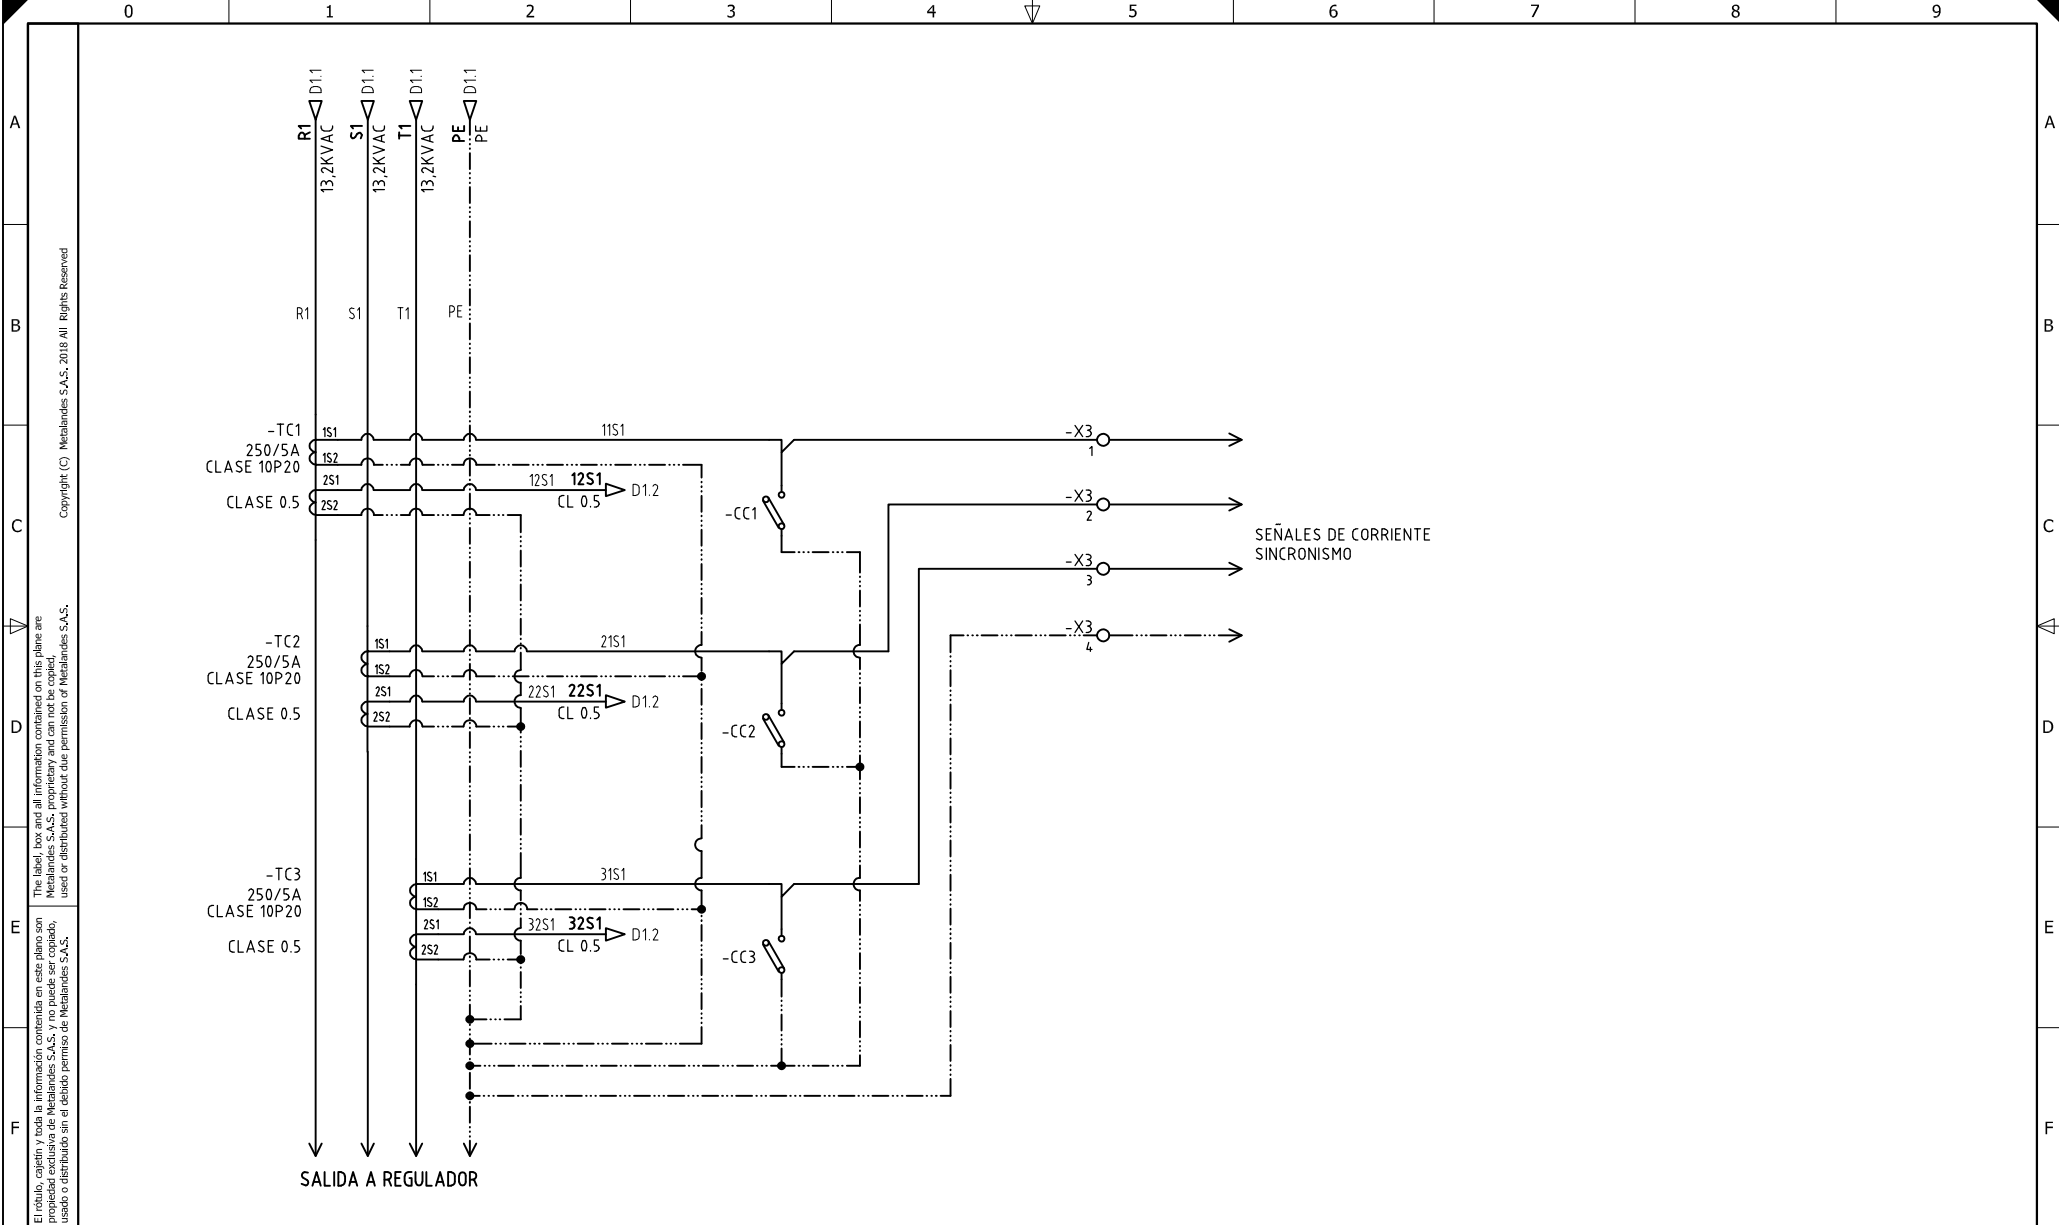 0 1 2 3 4 5 6 7 8 9
A
B
C
D
E
F
A
B
C
D
E
F
Copyright (C) Metalandes S.A.S. 2018 All Rights Reserved
The label, box and all information contained on this plane are
Metalandes S.A.S. proprietary and can not be copied,
used or distributed without due permission of Metalandes S.A.S.
El rótulo, cajetín y toda la información contenida en este plano son
propiedad exclusiva de Metalandes S.A.S. y no puede ser copiado,
usado o distribuido sin el debido permiso de Metalandes S.A.S.
D1.1 D1.1 D1.1 D1.1
R1 S1 T1 PE
13,2KVAC 13,2KVAC 13,2KVAC PE
R1 S1 T1 PE
-TC1
250/5A
CLASE 10P20
CLASE 0.5
1S1
1S2
2S1
2S2
11S1
12S1 12S1 D1.2
CL 0.5
-CC1
-X3
1
-X3
2
-X3
3
-X3
4
SEÑALES DE CORRIENTE
SINCRONISMO
-TC2
250/5A
CLASE 10P20
CLASE 0.5
1S1
1S2
2S1
2S2
21S1
22S1 22S1 D1.2
CL 0.5
-CC2
-TC3
250/5A
CLASE 10P20
CLASE 0.5
1S1
1S2
2S1
2S2
31S1
32S1 32S1 D1.2
CL 0.5
-CC3
SALIDA A REGULADOR